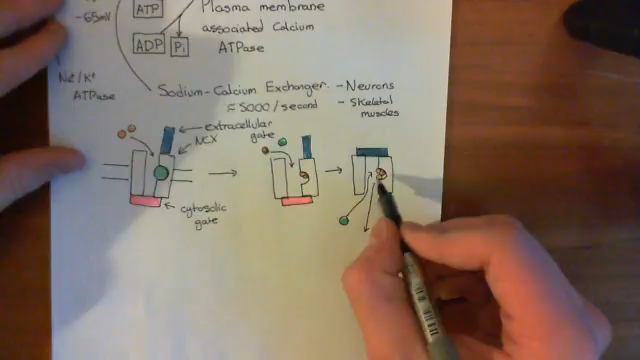 -65mV
ATP
Plasma membrane
associated Calcium
ATPase
ADP
Pi
Na+/K+
ATPase
Sodium-Calcium Exchanger
≈5000/second
- Neurons
- Skeletal
muscles
extracellular
gate
NCX
cytosolic
gate